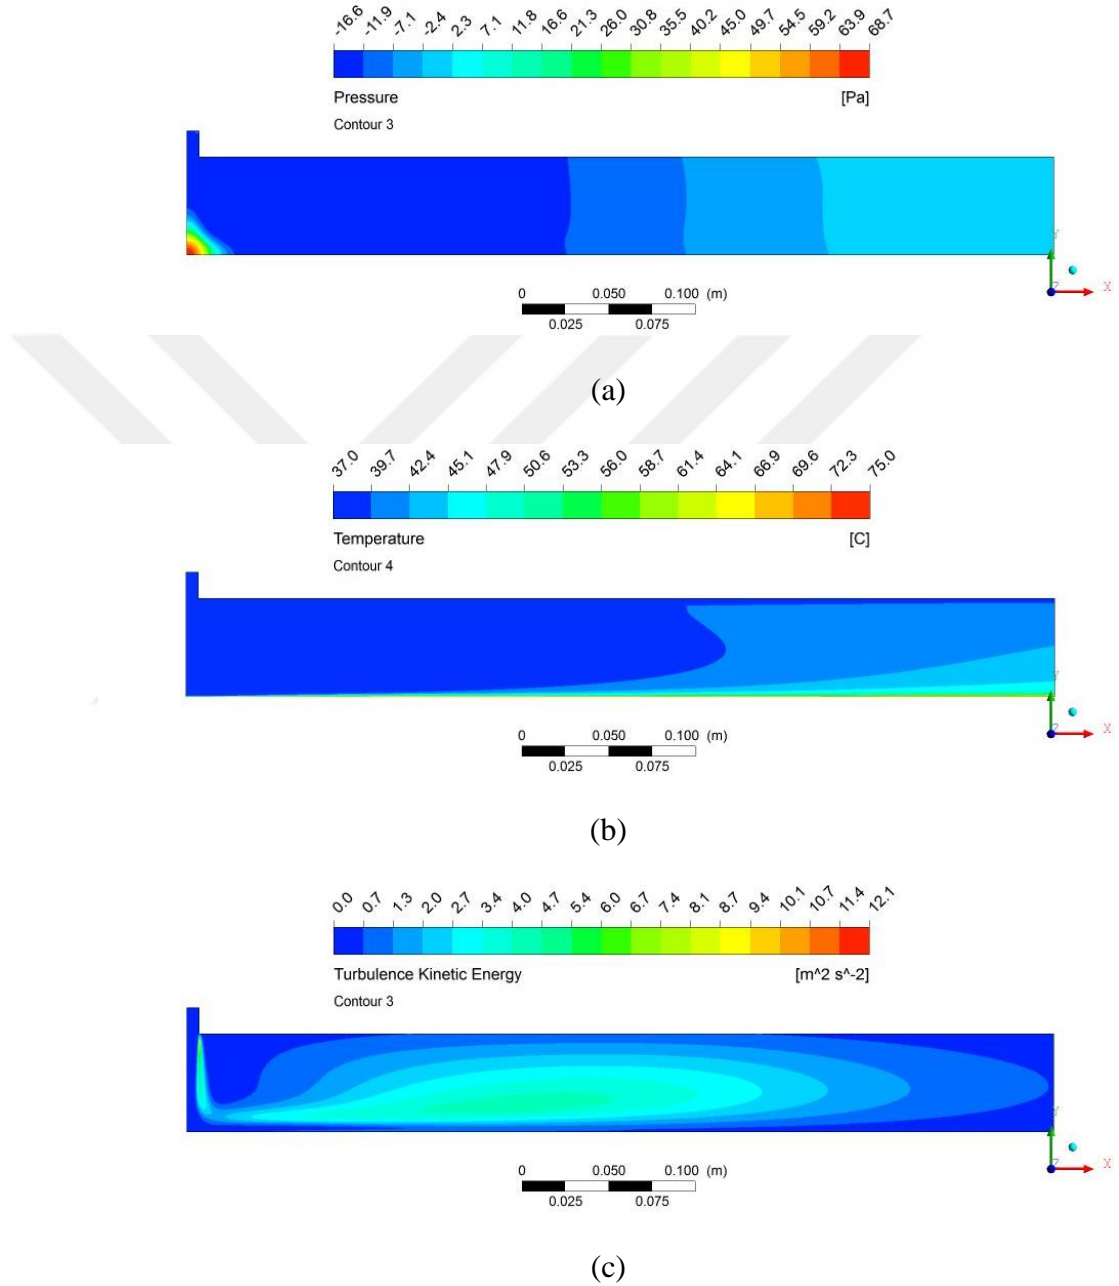 -16.6 -11.9 -7.1 -2.4 2.3 7.1 11.8 16.6 21.3 26.0 30.8 35.5 40.2 45.0 49.7 54.5 59.2 63.9 68.7
Pressure [Pa]
Contour 3
Y
Z X
0 0.050 0.100 (m)
0.025 0.075
(a)
37.0 39.7 42.4 45.1 47.9 50.6 53.3 56.0 58.7 61.4 64.1 66.9 69.6 72.3 75.0
Temperature [C]
Contour 4
Y
Z X
0 0.050 0.100 (m)
0.025 0.075
(b)
0.0 0.7 1.3 2.0 2.7 3.4 4.0 4.7 5.4 6.0 6.7 7.4 8.1 8.7 9.4 10.1 10.7 11.4 12.1
Turbulence Kinetic Energy [m^2 s^-2]
Contour 3
Y
Z X
0 0.050 0.100 (m)
0.025 0.075
(c)